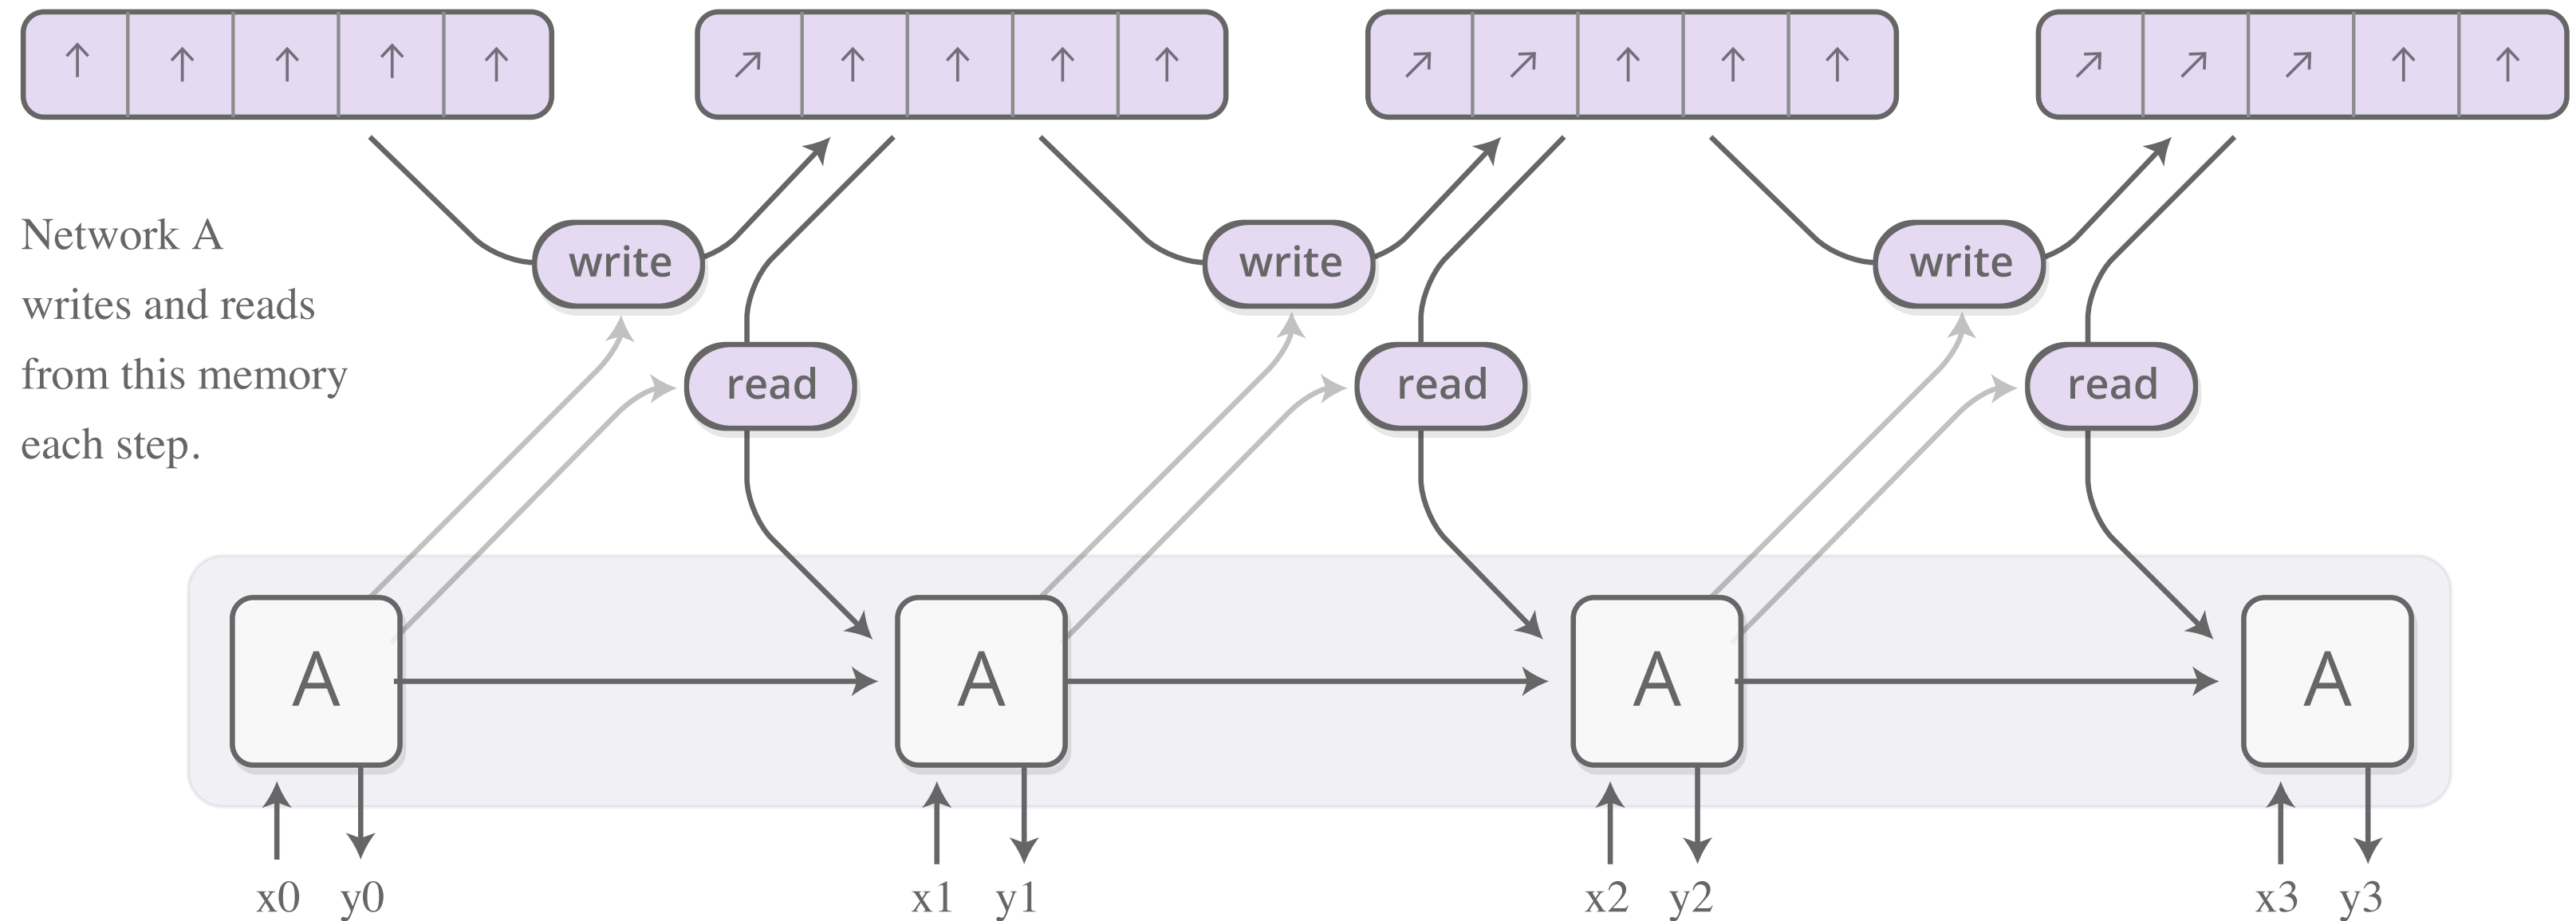 Network A
writes and reads
from this memory
each step.
write
write
write
read
read
read
A
A
A
A
x0
y0
x1
y1
x2
y2
x3
y3